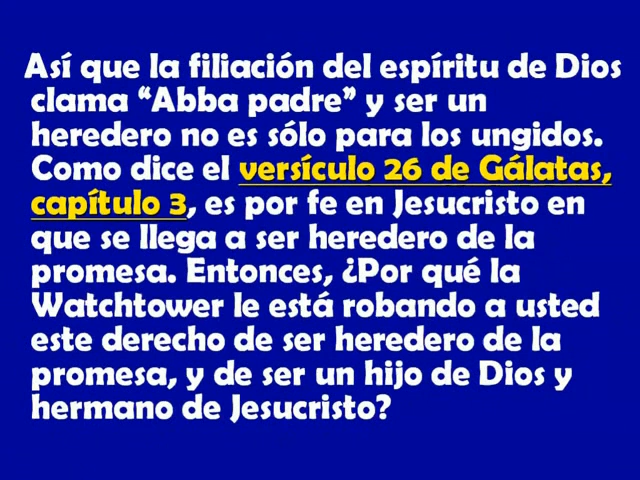 Así que la filiación del espíritu de Dios
clama “Abba padre” y ser un
heredero no es sólo para los ungidos.
Como dice el versículo 26 de Gálatas,
capítulo 3, es por fe en Jesucristo en
que se llega a ser heredero de la
promesa. Entonces, ¿Por qué la
Watchtower le está robando a usted
este derecho de ser heredero de la
promesa, y de ser un hijo de Dios y
hermano de Jesucristo?